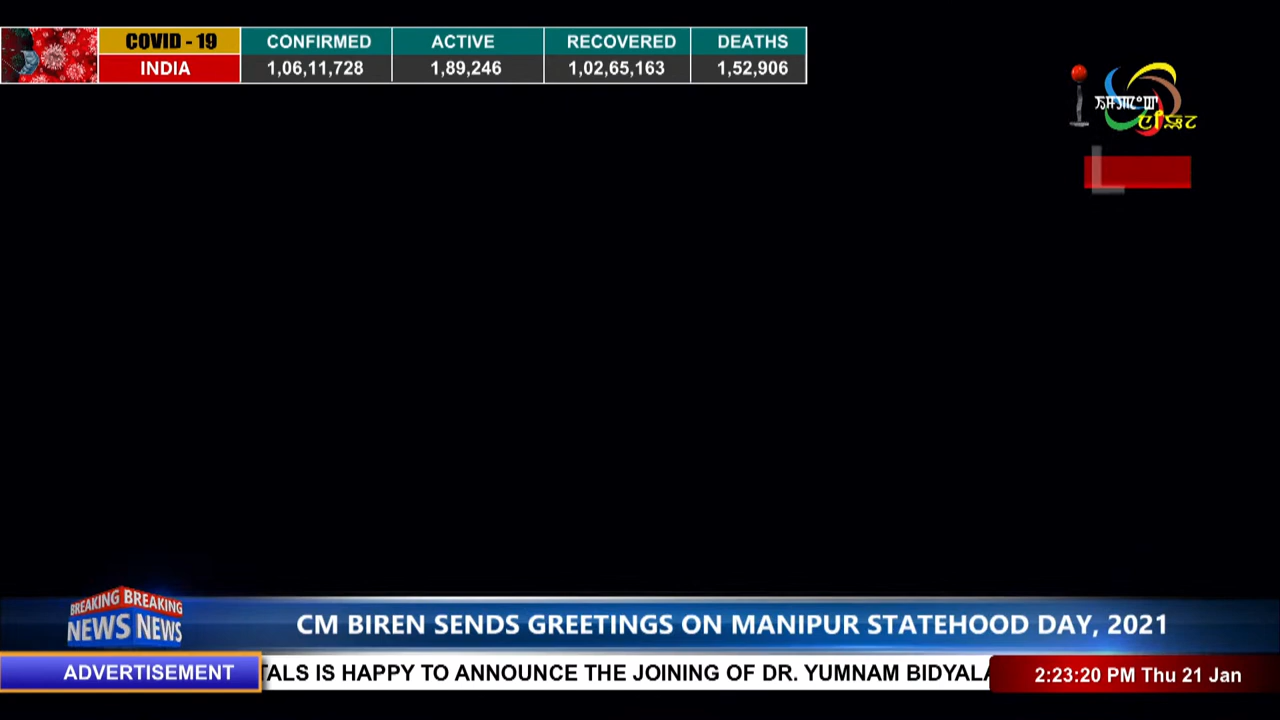 COVID - 19 CONFIRMED ACTIVE RECOVERED DEATHS
INDIA 1,06,11,728 1,89,246 1,02,65,163 1,52,906
BREAKING BREAKING
NEWS NEWS
CM BIREN SENDS GREETINGS ON MANIPUR STATEHOOD DAY, 2021
ADVERTISEMENT TALS IS HAPPY TO ANNOUNCE THE JOINING OF DR. YUMNAM BIDYALA 2:23:20 PM Thu 21 Jan